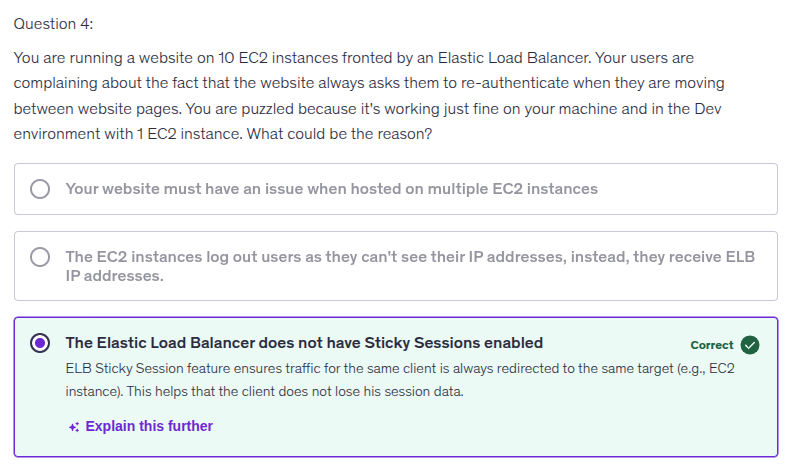 Question 4:
You are running a website on 10 EC2 instances fronted by an Elastic Load Balancer. Your users are
complaining about the fact that the website always asks them to re-authenticate when they are moving
between website pages. You are puzzled because it's working just fine on your machine and in the Dev
environment with 1 EC2 instance. What could be the reason?
Your website must have an issue when hosted on multiple EC2 instances
The EC2 instances log out users as they can't see their IP addresses, instead, they receive ELB
IP addresses.
The Elastic Load Balancer does not have Sticky Sessions enabled
Correct
ELB Sticky Session feature ensures traffic for the same client is always redirected to the same target (e.g., EC2
instance). This helps that the client does not lose his session data.
Explain this further